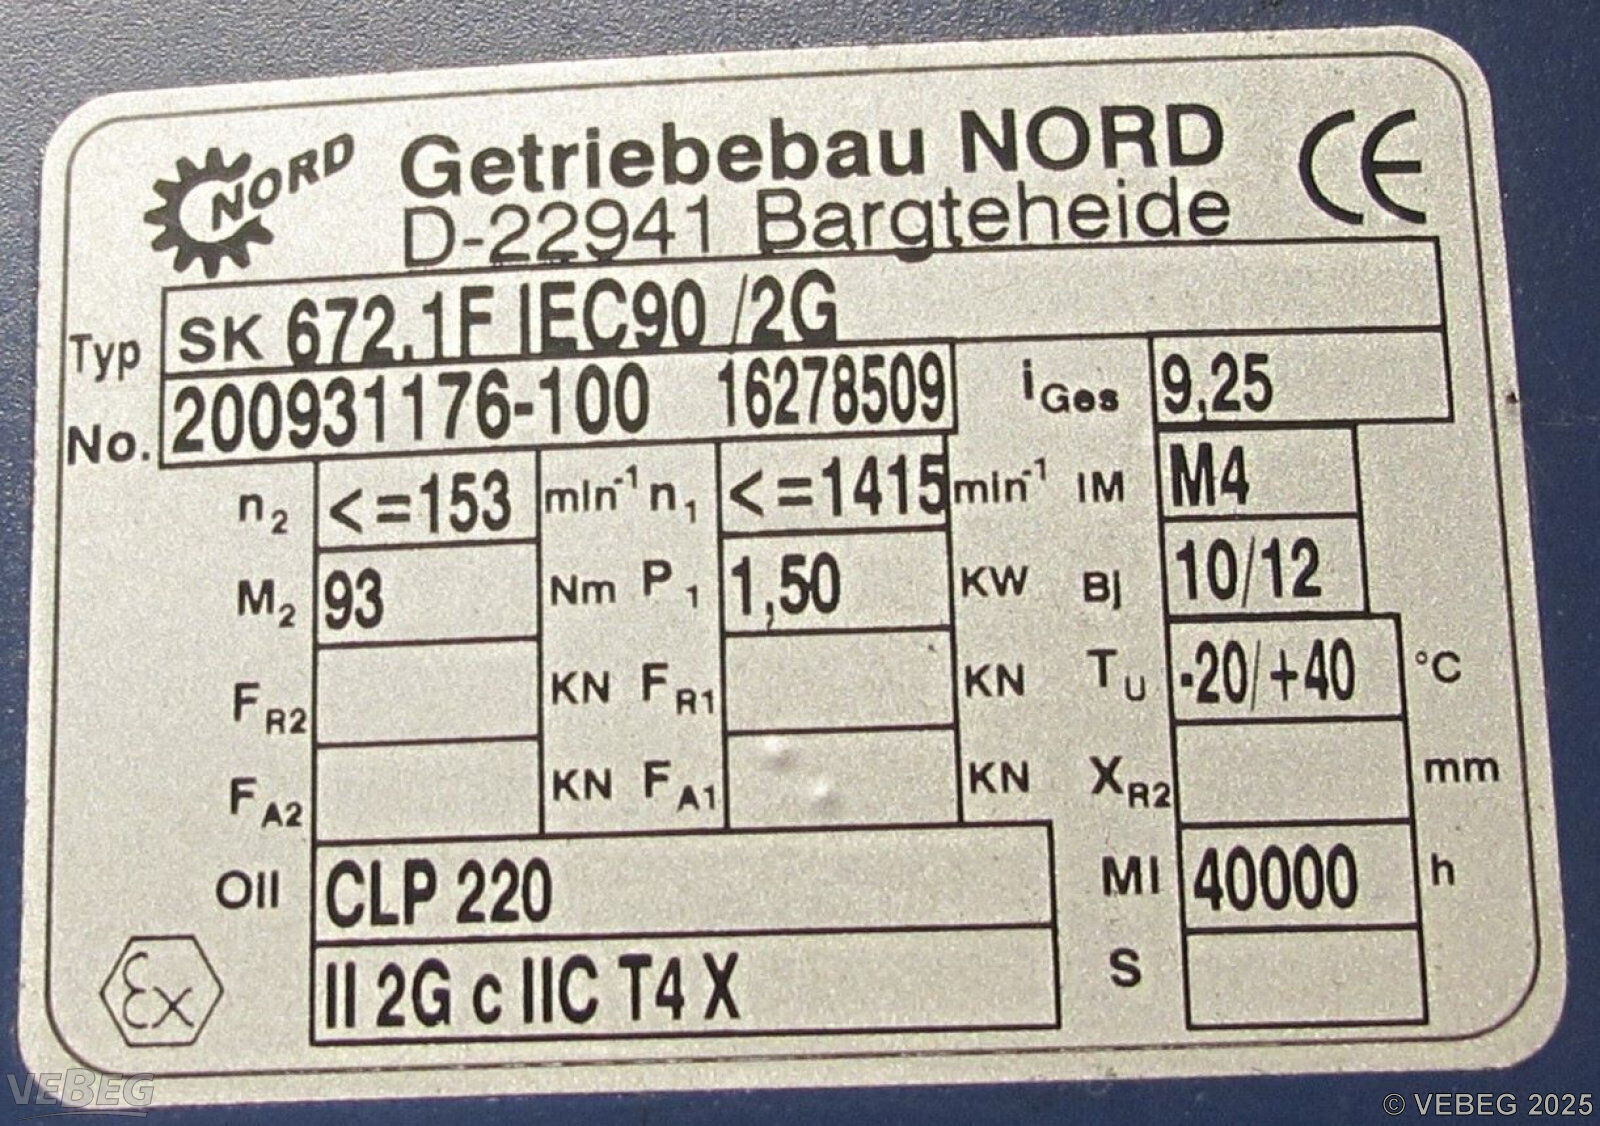 NORD
Getriebebau NORD
D-22941 Bargteheide
CE
Typ SK 672.1F IEC90 /2G
No. 200931176-100 16278509 iGes 9,25
n2 <=153 min-1 n1 <=1415 min-1 IM M4
M2 93 Nm P1 1,50 KW Bj 10/12
FR2 KN FR1 KN TU -20/+40 °C
FA2 KN FA1 KN XR2 mm
Oil CLP 220 MI 40000 h
Ex II 2G c IIC T4 X S
VEBEG
© VEBEG 2025